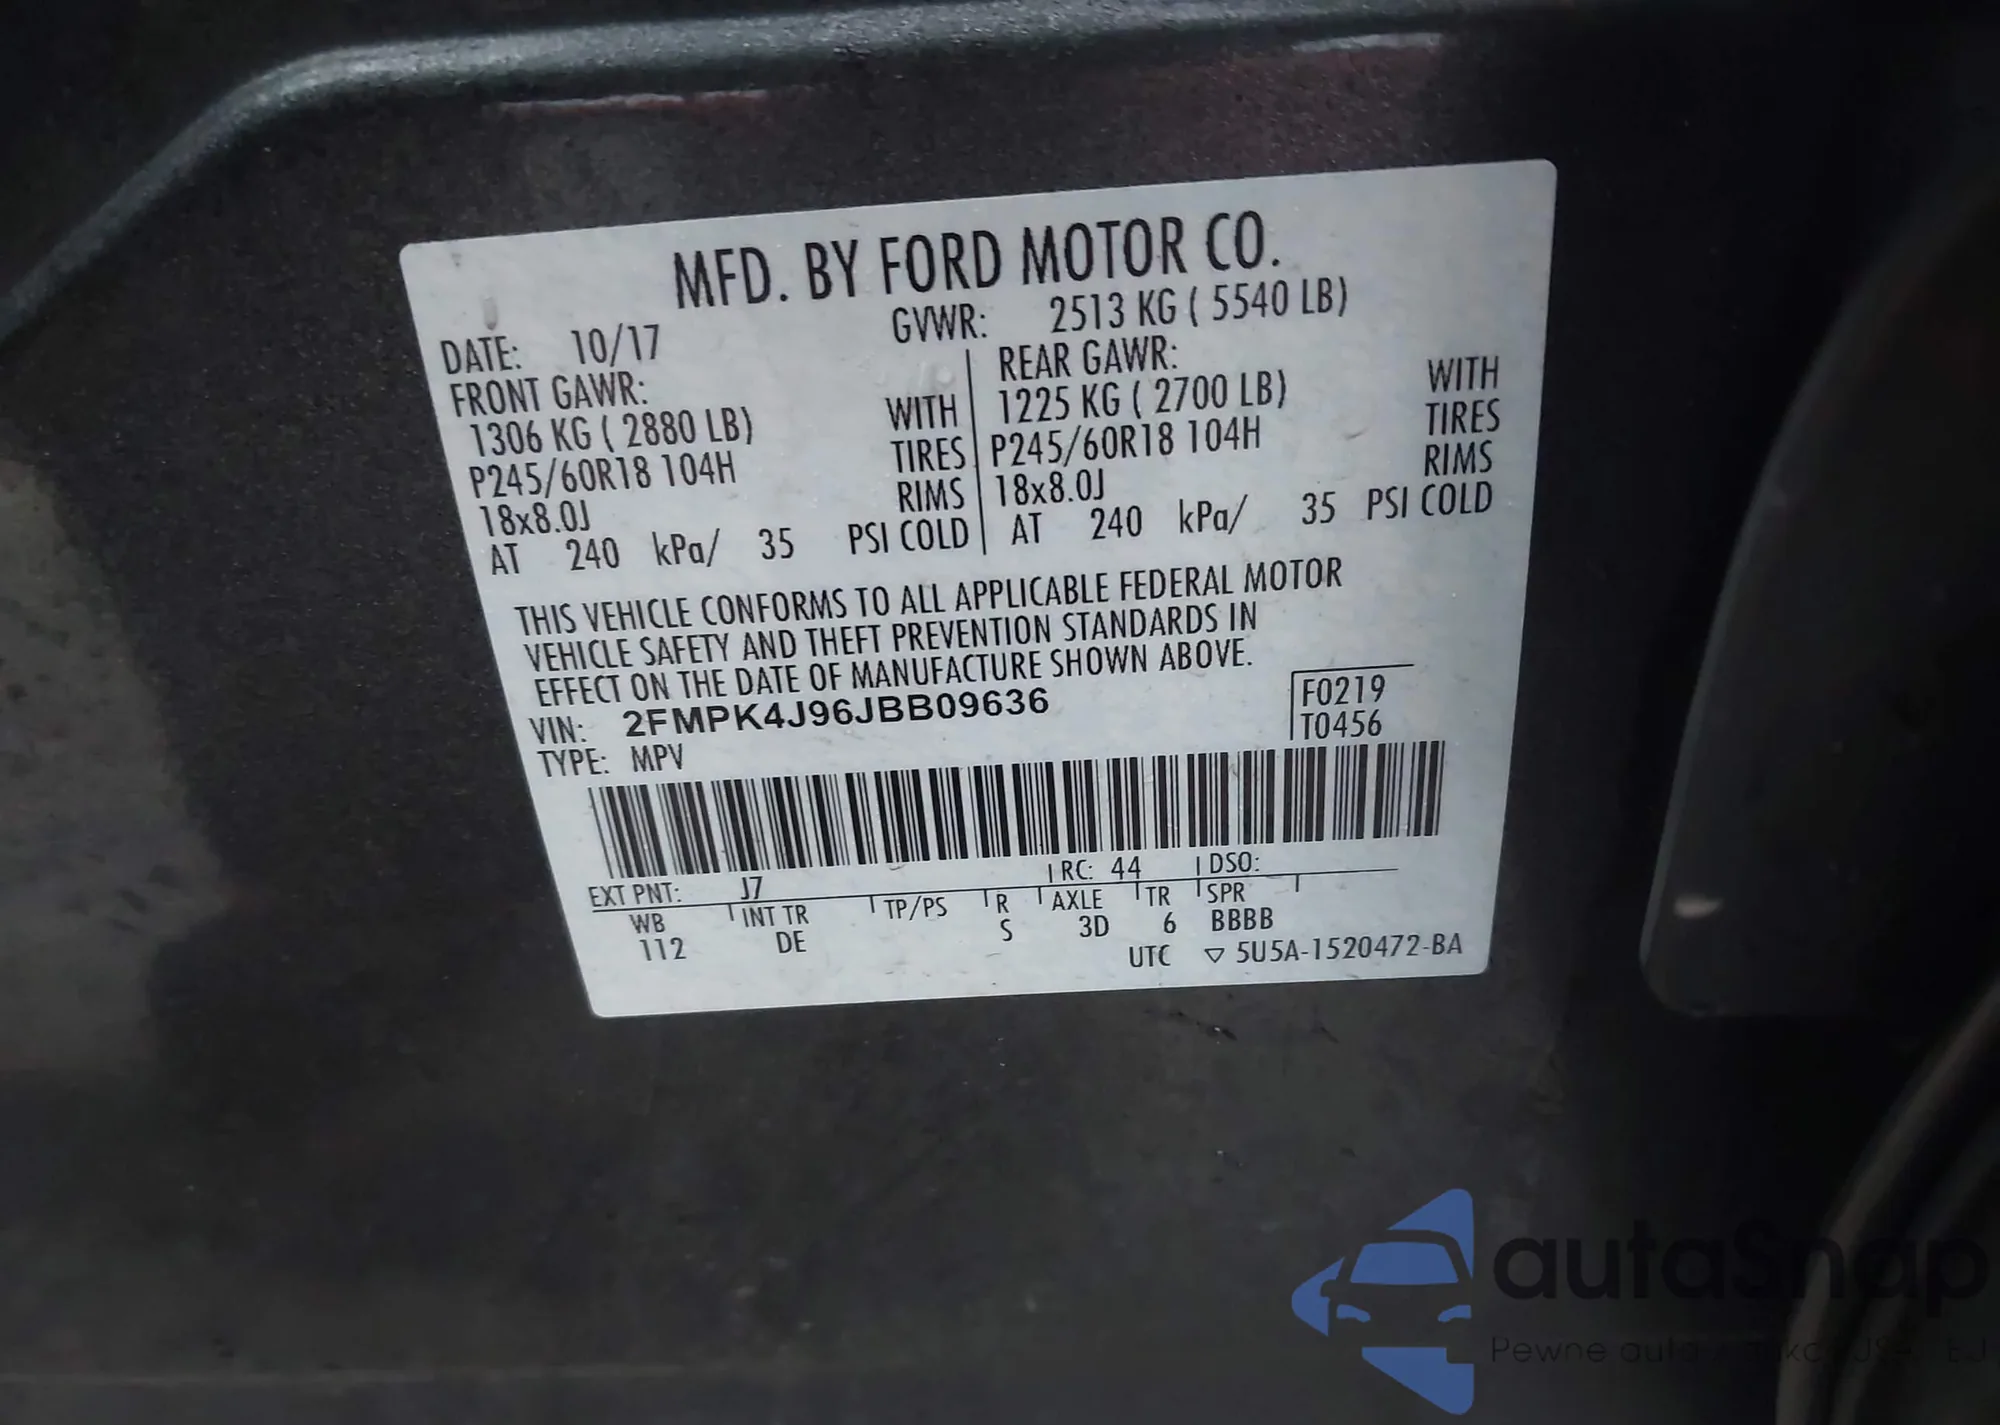 MFD. BY FORD MOTOR CO.
DATE: 10/17 GVWR: 2513 KG ( 5540 LB)
FRONT GAWR: REAR GAWR:
1306 KG ( 2880 LB) WITH 1225 KG ( 2700 LB) WITH
P245/60R18 104H TIRES P245/60R18 104H TIRES
18x8.0J RIMS 18x8.0J RIMS
AT 240 kPa/ 35 PSI COLD AT 240 kPa/ 35 PSI COLD
THIS VEHICLE CONFORMS TO ALL APPLICABLE FEDERAL MOTOR
VEHICLE SAFETY AND THEFT PREVENTION STANDARDS IN
EFFECT ON THE DATE OF MANUFACTURE SHOWN ABOVE.
VIN: 2FMPK4J96JBB09636 F0219
TYPE: MPV T0456
EXT PNT: J7 RC: 44 DSO:
WB INT TR TP/PS R AXLE TR SPR
112 DE S 3D 6 BBBB
UTC ▽ 5U5A-1520472-BA
autaSnap
Pewne auta